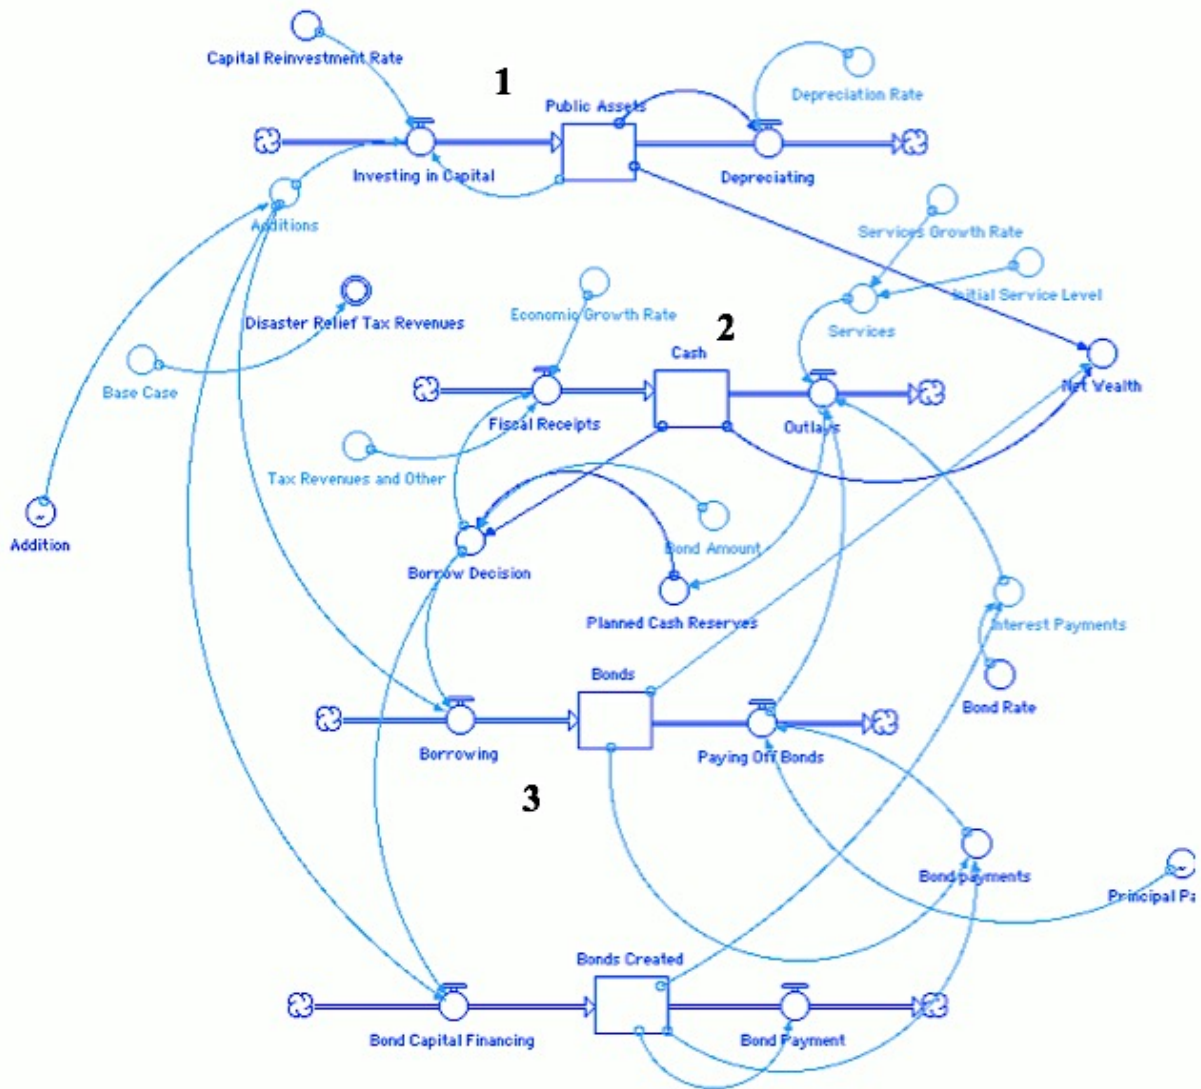 Capital Reinvestment Rate
1
Public Assets
Depreciation Rate
Investing in Capital
Depreciating
Additions
Services Growth Rate
Initial Service Level
Disaster Relief Tax Revenues
Economic Growth Rate
2
Services
Cash
Base Case
Net Wealth
Fiscal Receipts
Outlays
Tax Revenues and Other
Addition
Bond Amount
Borrow Decision
Planned Cash Reserves
Interest Payments
Bonds
Bond Rate
Borrowing
Paying Off Bonds
3
Bond payments
Principal Pa
Bonds Created
Bond Capital Financing
Bond Payment